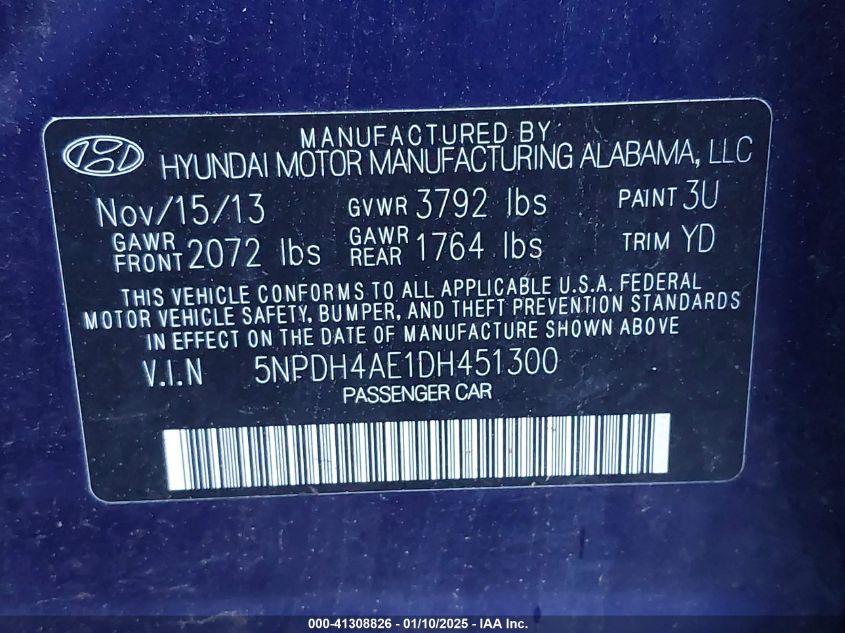 MANUFACTURED BY
HYUNDAI MOTOR MANUFACTURING ALABAMA, LLC
Nov/15/13 GVWR 3792 lbs PAINT 3U
GAWR FRONT 2072 lbs GAWR REAR 1764 lbs TRIM YD
THIS VEHICLE CONFORMS TO ALL APPLICABLE U.S.A. FEDERAL
MOTOR VEHICLE SAFETY, BUMPER, AND THEFT PREVENTION STANDARDS
IN EFFECT ON THE DATE OF MANUFACTURE SHOWN ABOVE
V.I.N 5NPDH4AE1DH451300
PASSENGER CAR
000-41308826 - 01/10/2025 - IAA Inc.